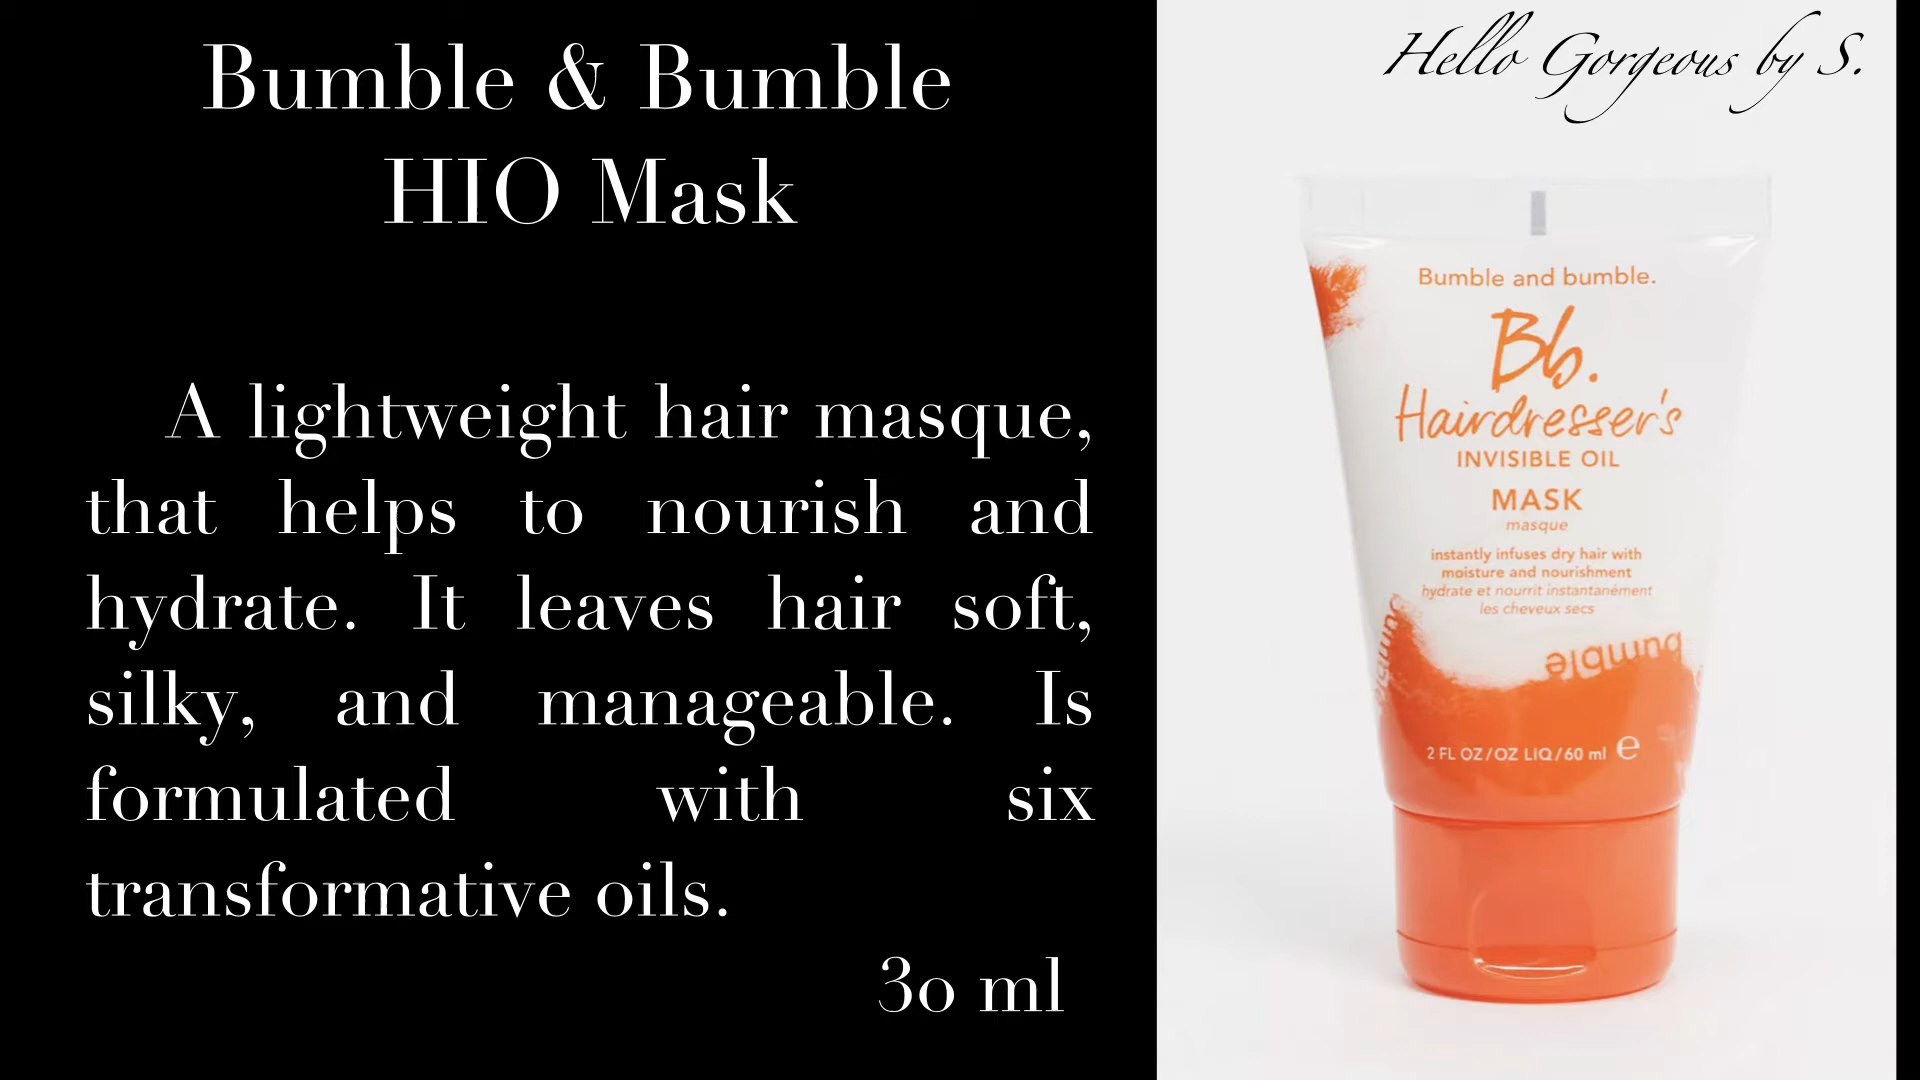 Bumble & Bumble
HIO Mask
A lightweight hair masque,
that helps to nourish and
hydrate. It leaves hair soft,
silky, and manageable. Is
formulated with six
transformative oils.
30 ml
Hello Gorgeous by S.
Bumble and bumble.
Bb.
Hairdresser's
INVISIBLE OIL
MASK
masque
instantly infuses dry hair with
moisture and nourishment
hydrate et nourrit instantanément
les cheveux secs
bumble
2 FL OZ/OZ LIQ/60 ml e